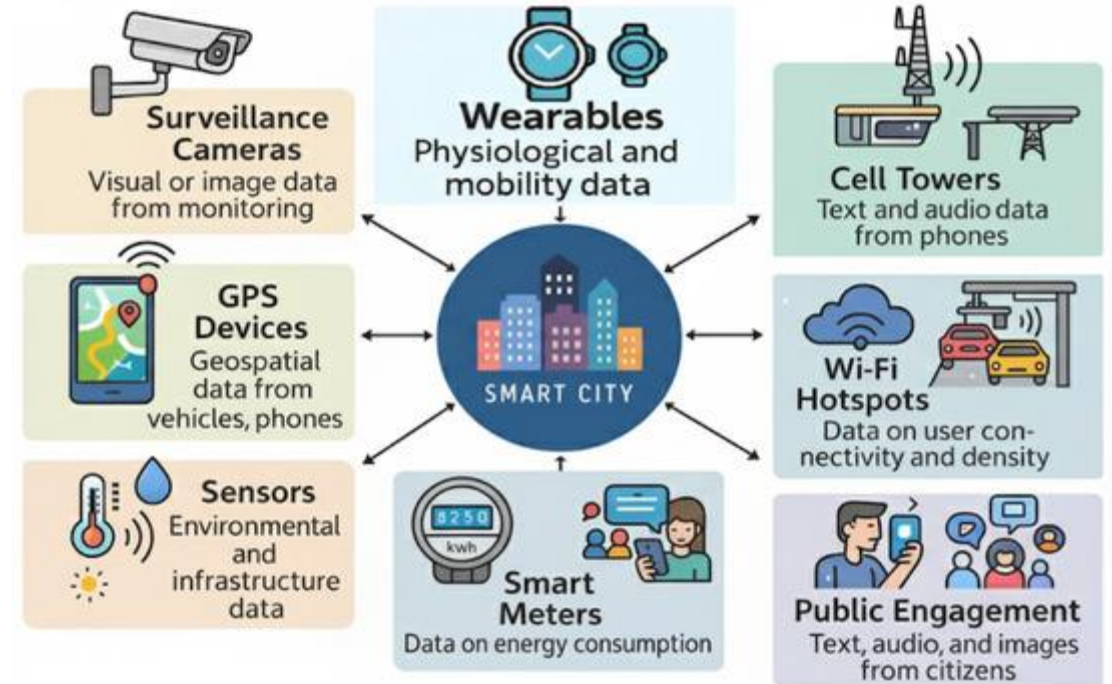 Surveillance
Cameras
Visual or image data
from monitoring
Wearables
Physiological and
mobility data
Cell Towers
Text and audio data
from phones
GPS
Devices
Geospatial
data from
vehicles, phones
SMART CITY
Wi-Fi
Hotspots
Data on user con-
nectivity and density
Sensors
Environmental
and
infrastructure
data
8250
kwh
Smart
Meters
Data on energy consumption
Public Engagement
Text, audio, and images
from citizens